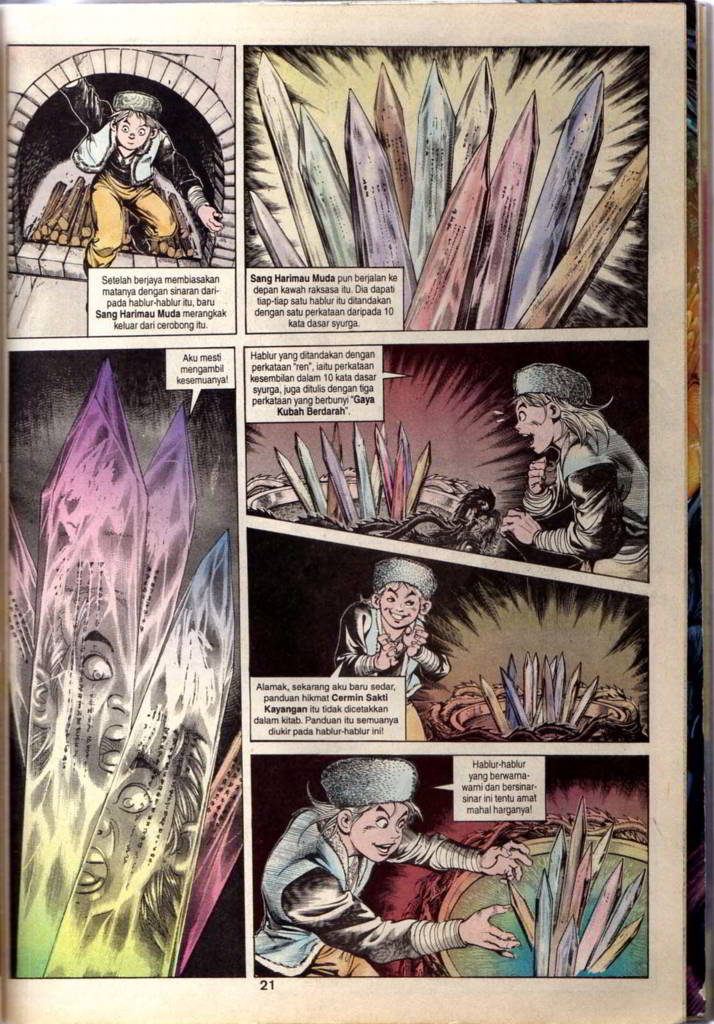 Setelah berjaya membiasakan
matanya dengan sinaran dari-
pada hablur-hablur itu, baru
Sang Harimau Muda merangkak
keluar dari cerobong itu.
Sang Harimau Muda pun berjalan ke
depan kawah raksasa itu. Dia dapati
tiap-tiap satu hablur itu ditandakan
dengan satu perkataan daripada 10
kata dasar syurga.
Aku mesti
mengambil
kesemuanya!
Hablur yang ditandakan dengan
perkataan "ren", iaitu perkataan
kesembilan dalam 10 kata dasar
syurga, juga ditulis dengan tiga
perkataan yang berbunyi "Gaya
Kubah Berdarah".
Alamak, sekarang aku baru sedar,
panduan hikmat Cermin Sakti
Kayangan itu tidak dicetakkan
dalam kitab. Panduan itu semuanya
diukir pada hablur-hablur ini!
Hablur-hablur
yang berwarna-
warni dan bersinar-
sinar ini tentu amat
mahal harganya!
21